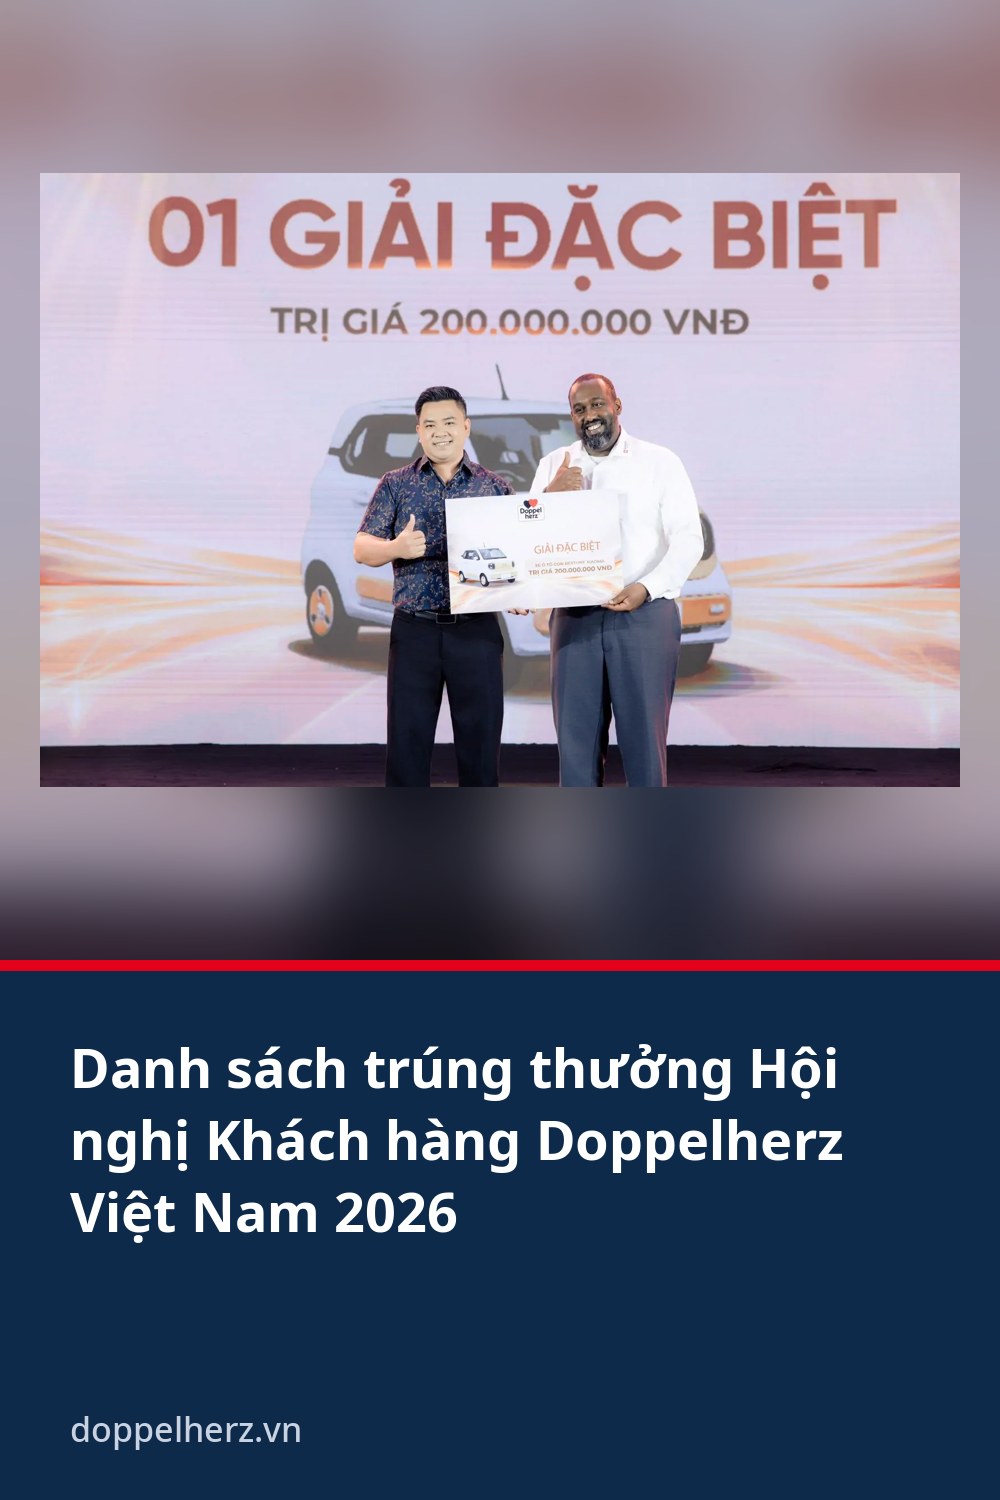 01 GIẢI ĐẶC BIỆT
TRỊ GIÁ 200.000.000 VNĐ
Doppel
herz
GIẢI ĐẶC BIỆT
TRỊ GIÁ 200.000.000 VNĐ
Danh sách trúng thưởng Hội
nghị Khách hàng Doppelherz
Việt Nam 2026
doppelherz.vn